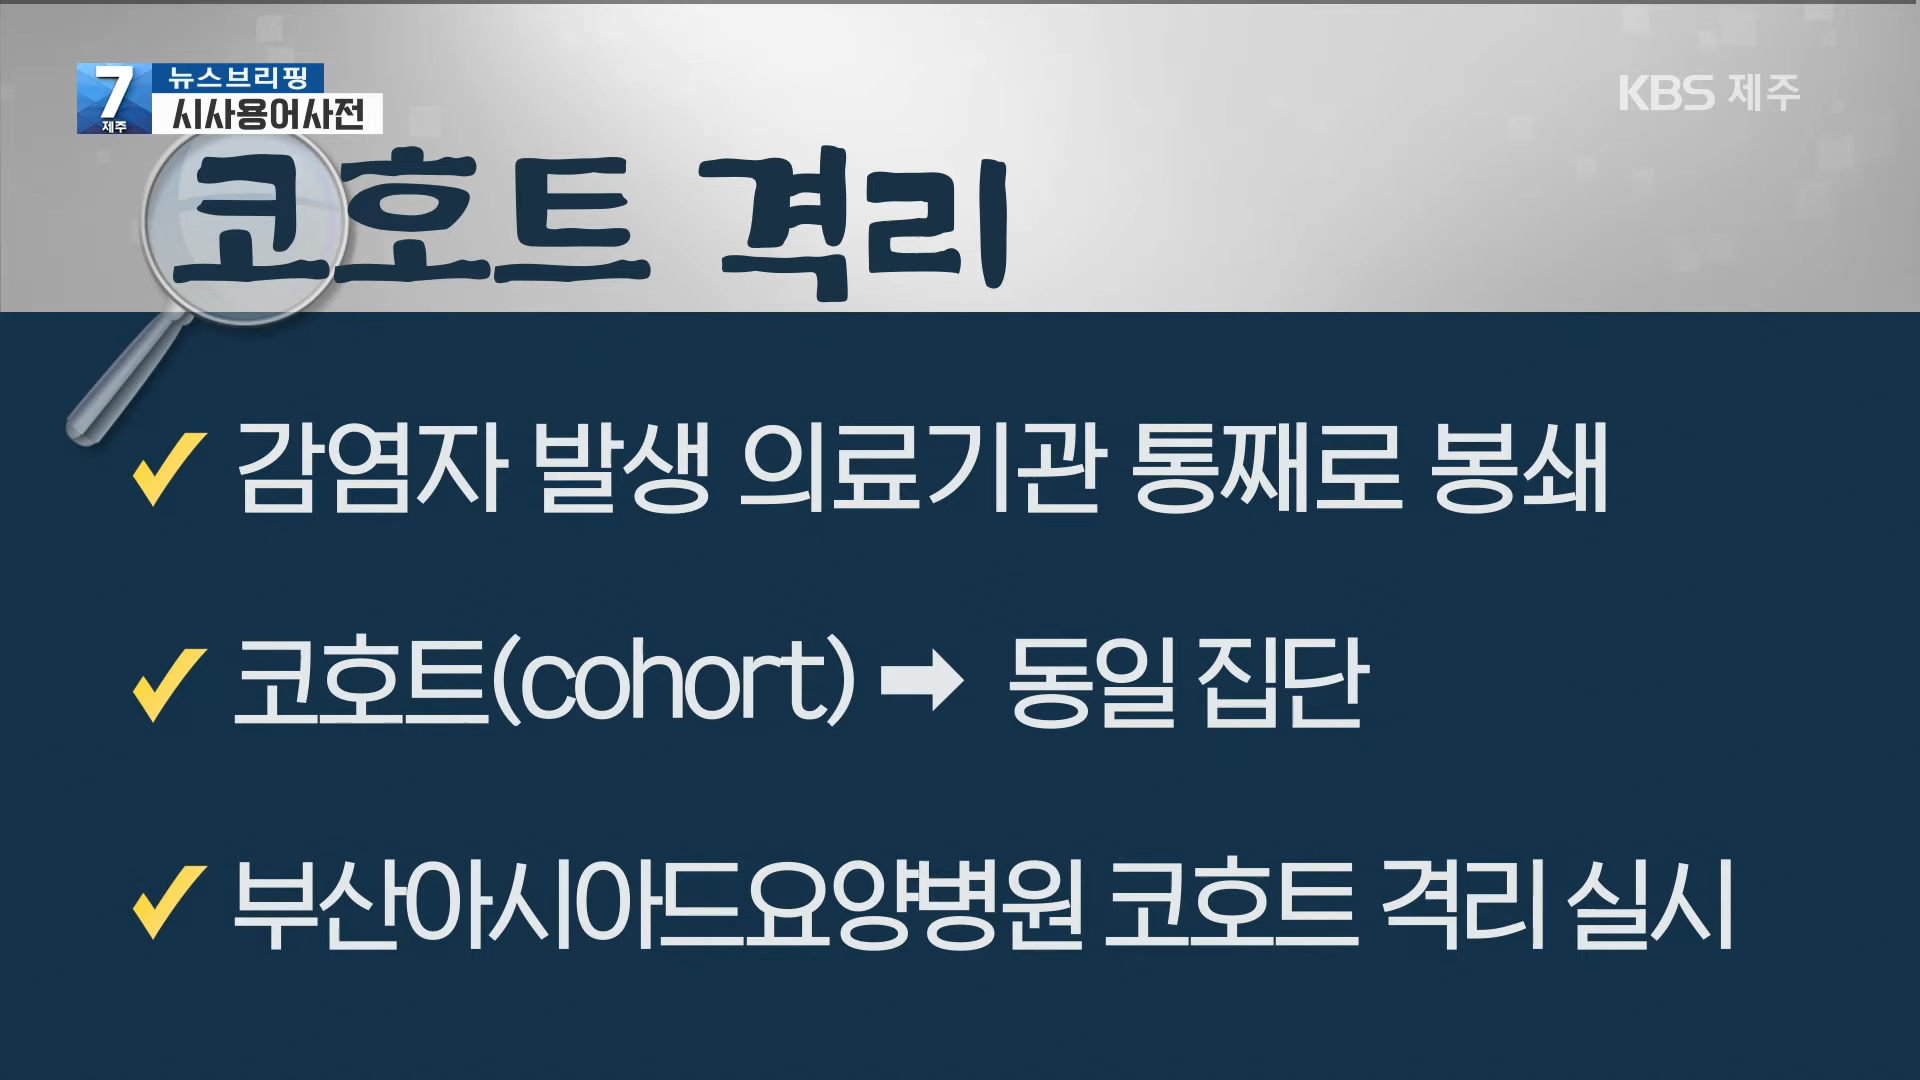 7 제주
뉴스브리핑
시사용어사전
KBS 제주
코호트 격리
✓ 감염자 발생 의료기관 통째로 봉쇄
✓ 코호트(cohort) ➡ 동일 집단
✓ 부산아시아드요양병원 코호트 격리 실시